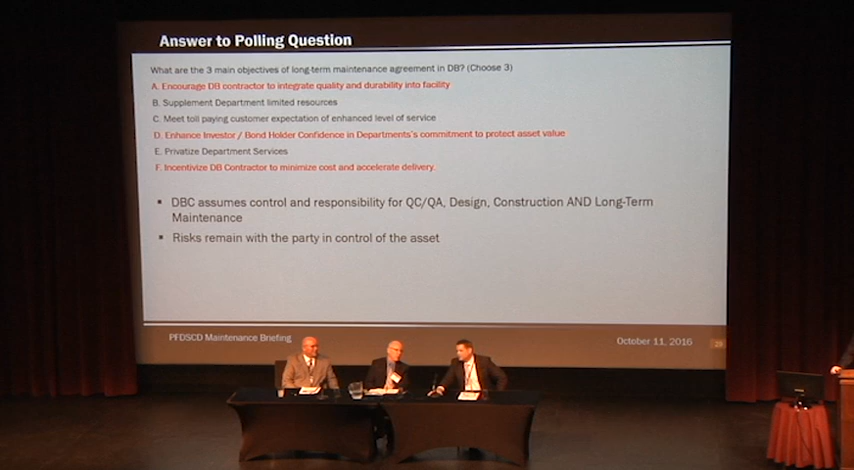 Answer to Polling Question
What are the 3 main objectives of long-term maintenance agreement in DB? (Choose 3)
A. Encourage DB contractor to integrate quality and durability into facility
B. Supplement Department limited resources
C. Meet toll paying customer expectation of enhanced level of service
D. Enhance Investor / Bond Holder Confidence in Departments's commitment to protect asset value
E. Privatize Department Services
F. Incentivize DB Contractor to minimize cost and accelerate delivery.
▪ DBC assumes control and responsibility for QC/QA, Design, Construction AND Long-Term
Maintenance
▪ Risks remain with the party in control of the asset
PFDSCD Maintenance Briefing
October 11, 2016